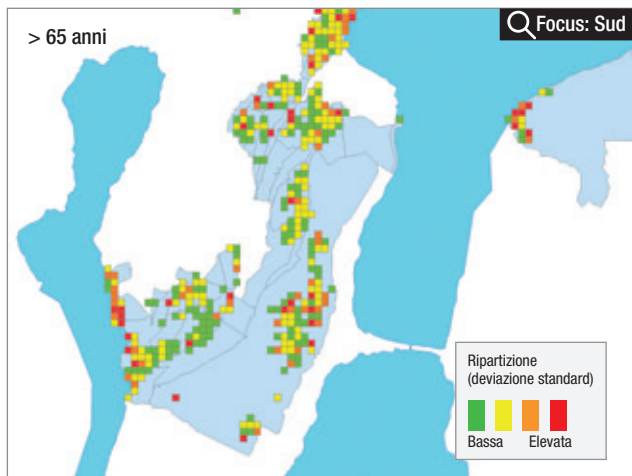 > 65 anni
Focus: Sud
Ripartizione
(deviazione standard)
Bassa Elevata